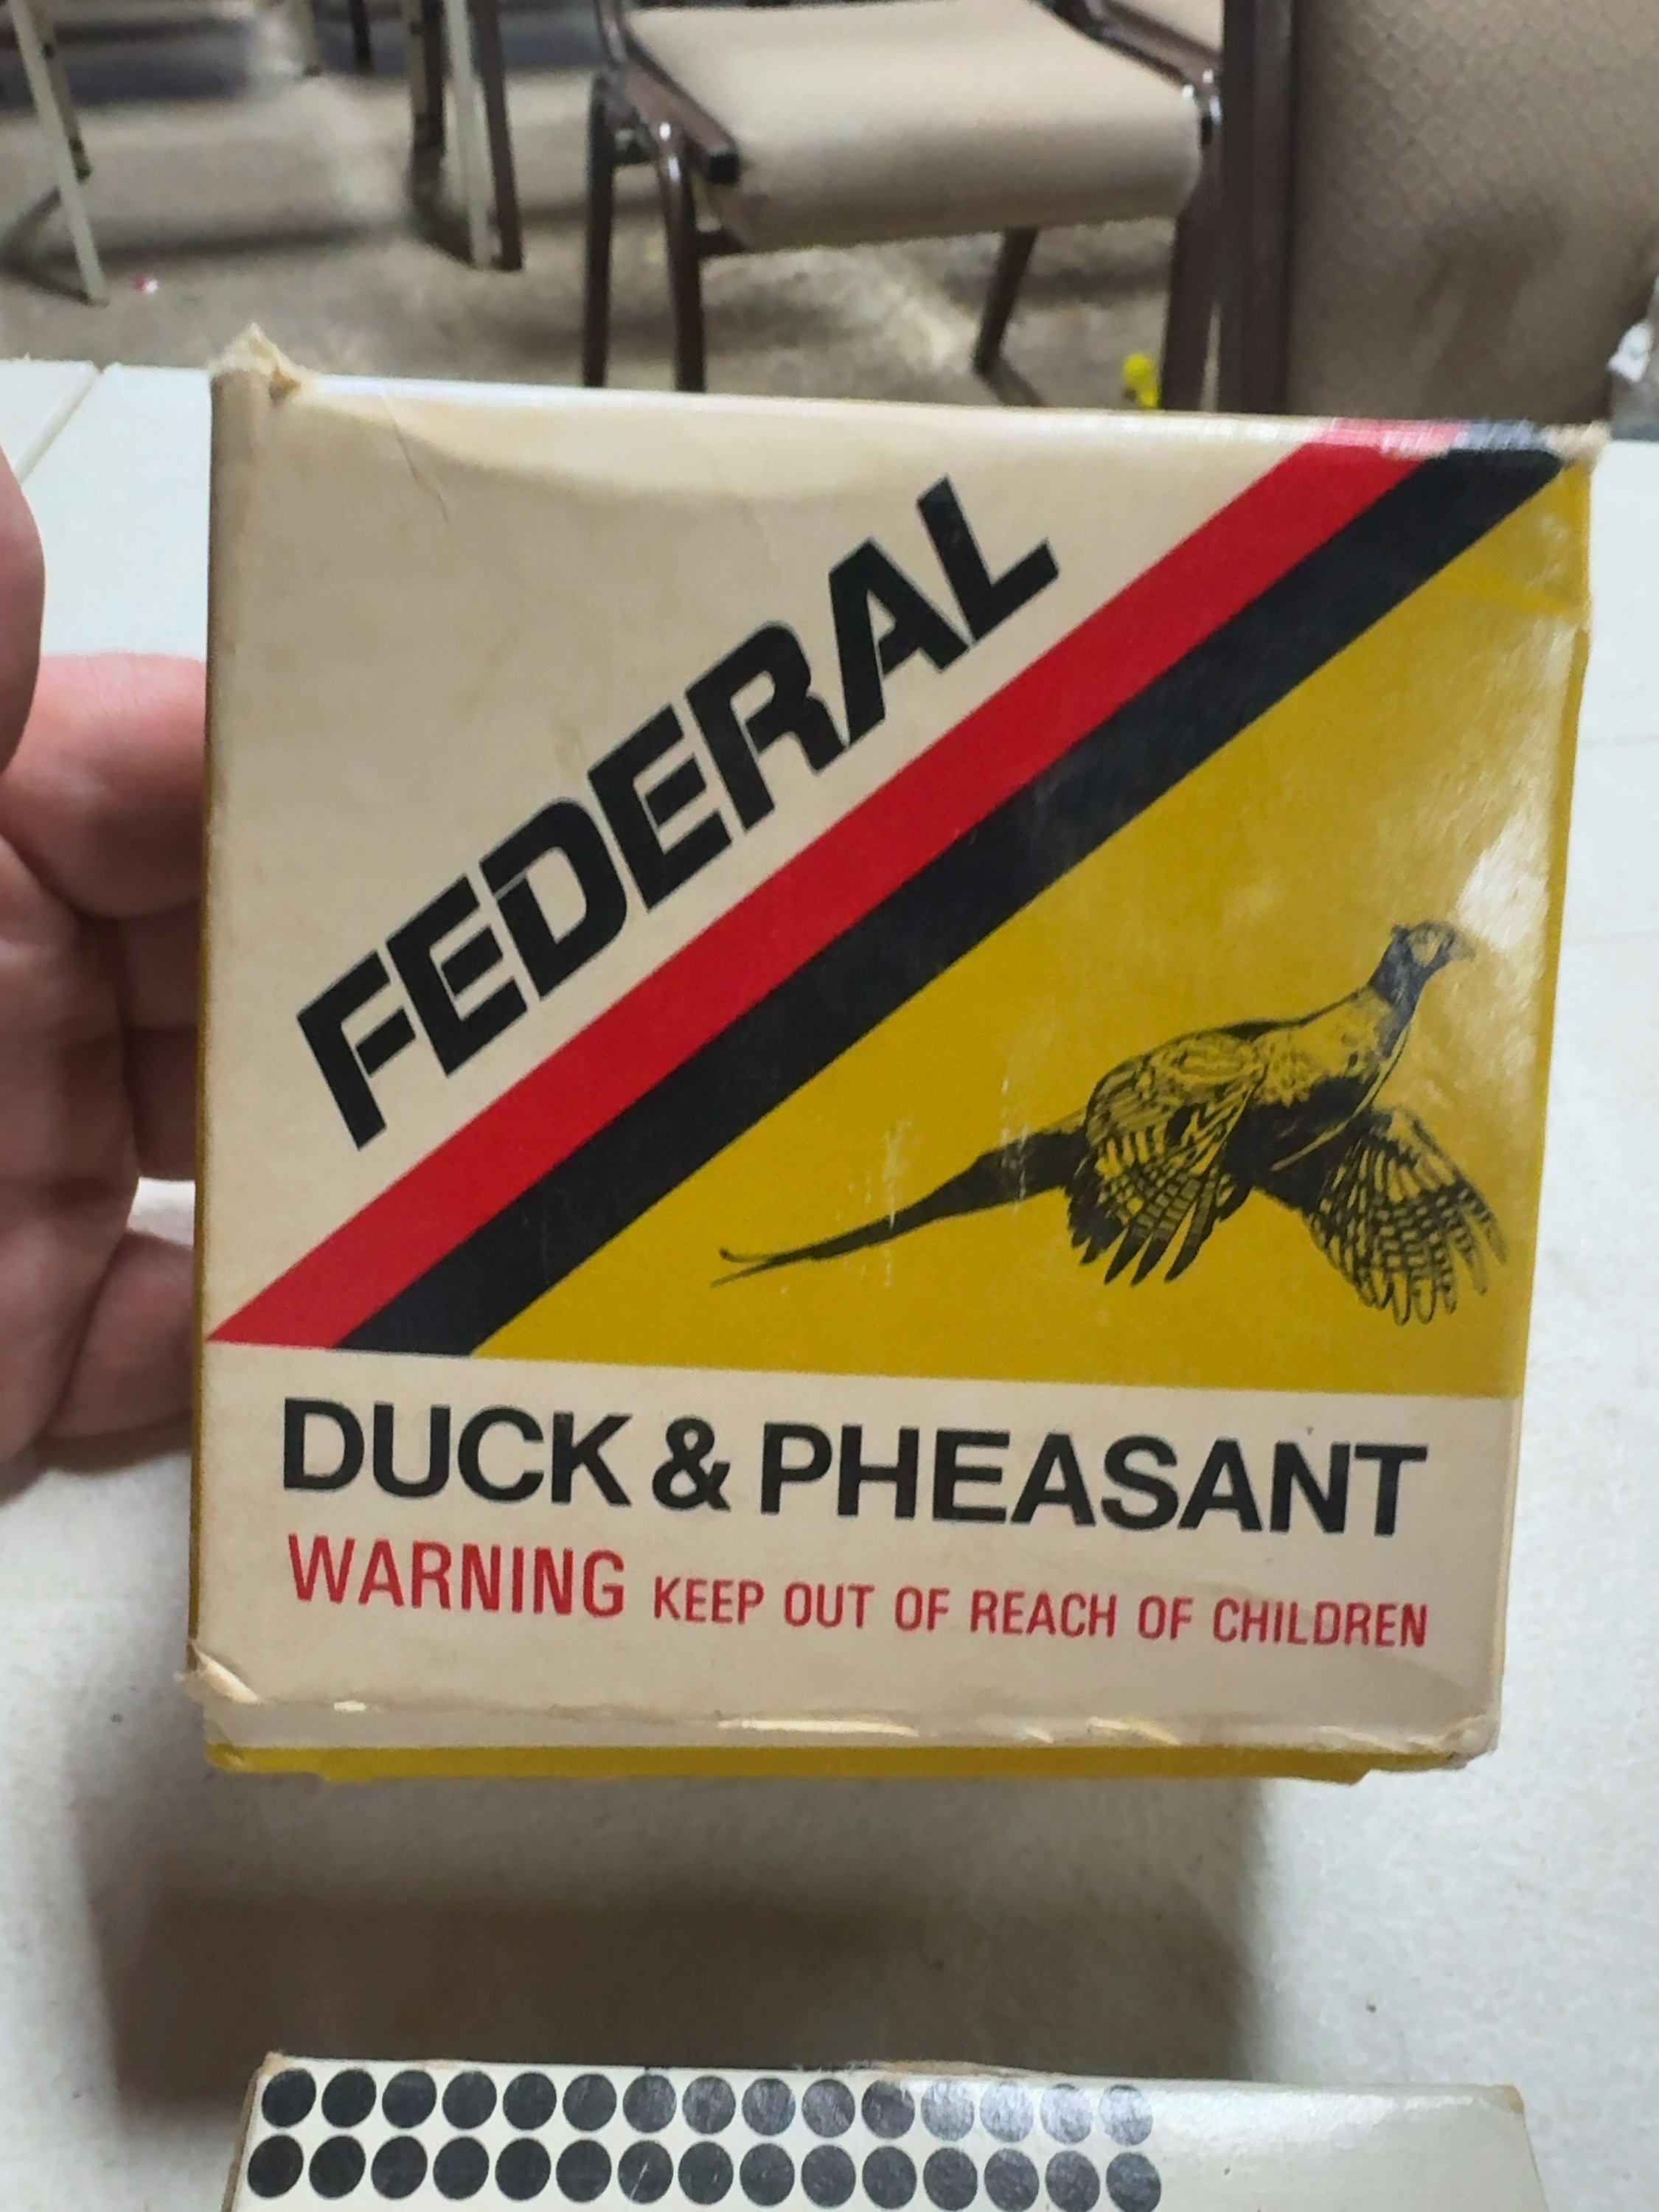 FEDERAL
DUCK & PHEASANT
WARNING KEEP OUT OF REACH OF CHILDREN